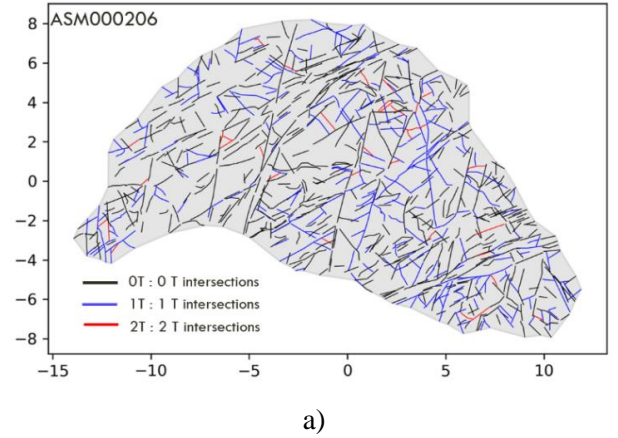 ASM000206
8
6
4
2
0
−2
−4
−6
−8
0T : 0 T intersections
1T : 1 T intersections
2T : 2 T intersections
−15 −10 −5 0 5 10
a)